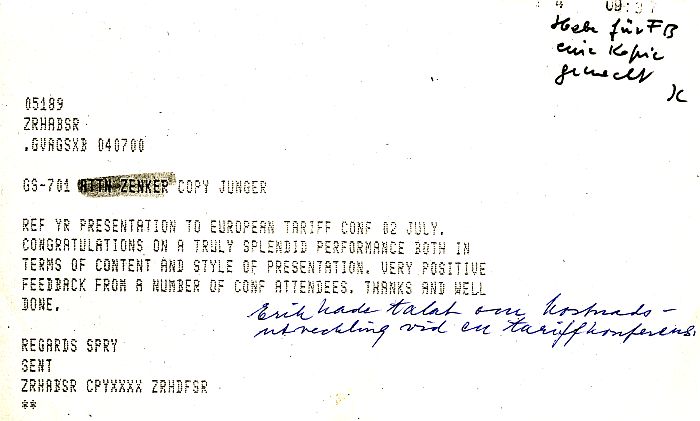 4 09:37
Habe für FB
eine Kopie
gemacht
K
05189
ZRHABSR
.GVAGSXB 040700
GS-701 ATTN ZENKER COPY JUNGER
REF YR PRESENTATION TO EUROPEAN TARIFF CONF 02 JULY.
CONGRATULATIONS ON A TRULY SPLENDID PERFORMANCE BOTH IN
TERMS OF CONTENT AND STYLE OF PRESENTATION. VERY POSITIVE
FEEDBACK FROM A NUMBER OF CONF ATTENDEES. THANKS AND WELL
DONE.
Erik hade talat om kostnads-
utveckling vid en tariffkonferens.
REGARDS SPRY
SENT
ZRHABSR CPYXXXX ZRHDFSR
**